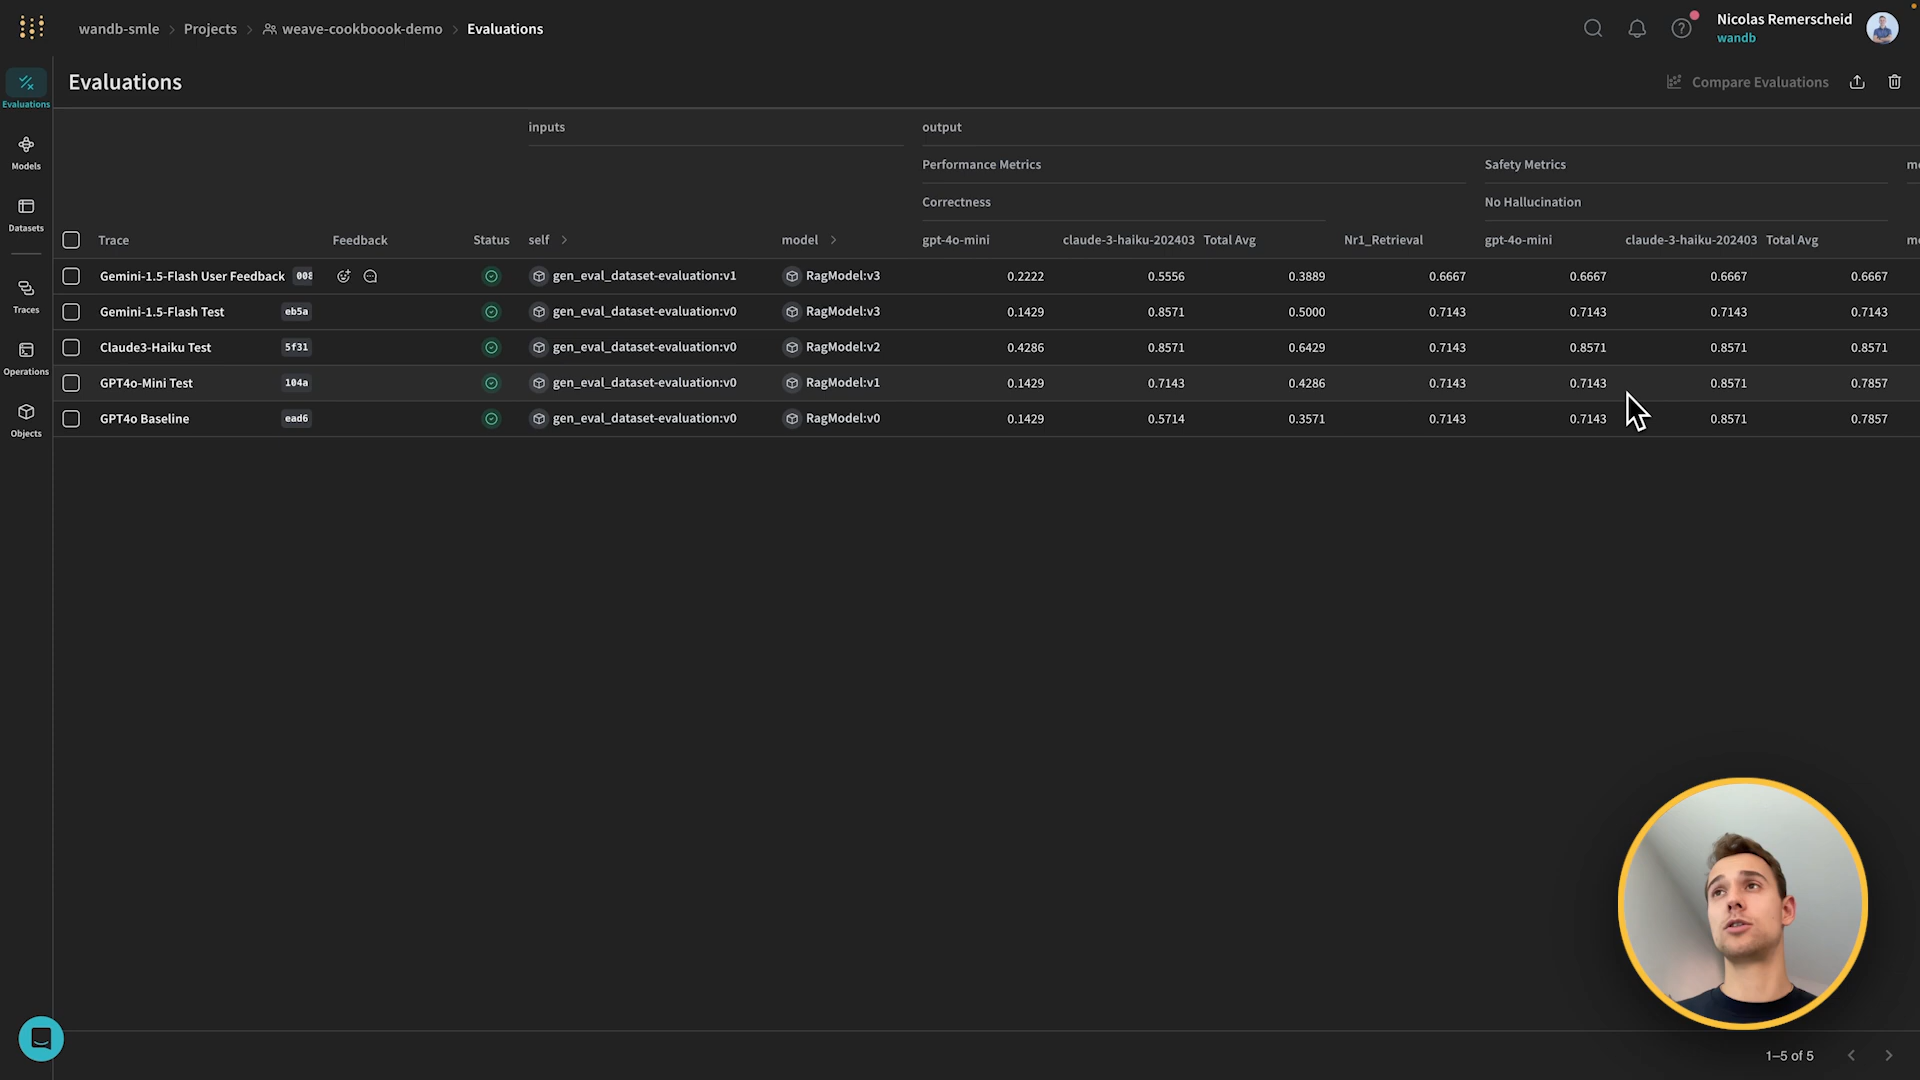 wandb-smle Projects weave-cookboook-demo Evaluations
Nicolas Remerscheid
wandb
Evaluations
Compare Evaluations
Evaluations
Models
Datasets
Traces
Operations
Objects
inputs output
Performance Metrics Safety Metrics
Correctness No Hallucination
Trace Feedback Status self model gpt-4o-mini claude-3-haiku-202403 Total Avg Nr1_Retrieval gpt-4o-mini claude-3-haiku-202403 Total Avg
Gemini-1.5-Flash User Feedback 008 gen_eval_dataset-evaluation:v1 RagModel:v3 0.2222 0.5556 0.3889 0.6667 0.6667 0.6667 0.6667
Gemini-1.5-Flash Test eb5a gen_eval_dataset-evaluation:v0 RagModel:v3 0.1429 0.8571 0.5000 0.7143 0.7143 0.7143 0.7143
Claude3-Haiku Test 5f31 gen_eval_dataset-evaluation:v0 RagModel:v2 0.4286 0.8571 0.6429 0.7143 0.8571 0.8571 0.8571
GPT4o-Mini Test 104a gen_eval_dataset-evaluation:v0 RagModel:v1 0.1429 0.7143 0.4286 0.7143 0.7143 0.8571 0.7857
GPT4o Baseline ead6 gen_eval_dataset-evaluation:v0 RagModel:v0 0.1429 0.5714 0.3571 0.7143 0.7143 0.8571 0.7857
1–5 of 5